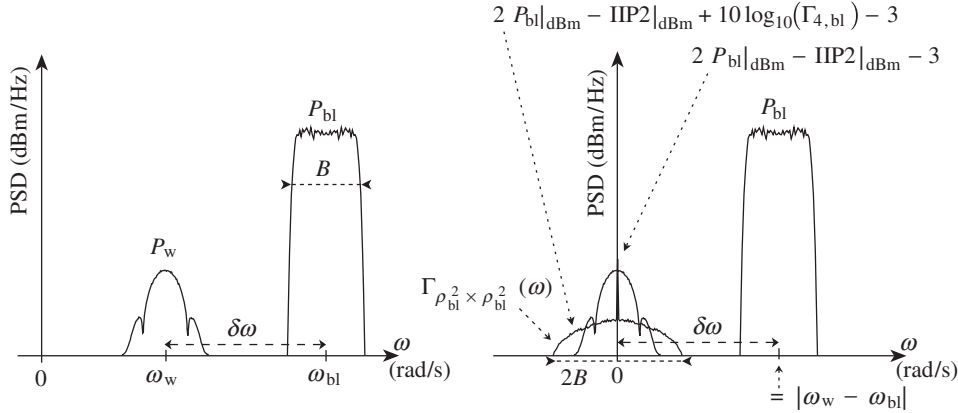 2 P_bl|_dBm − IIP2|_dBm + 10 log_10(Γ_4, bl) − 3
2 P_bl|_dBm − IIP2|_dBm − 3
PSD (dBm/Hz)
P_bl
B
P_w
δω
ω
(rad/s)
0
ω_w
ω_bl
PSD (dBm/Hz)
P_bl
Γ_ρ_bl^2 × ρ_bl^2 (ω)
δω
ω
(rad/s)
2B
0
= |ω_w − ω_bl|